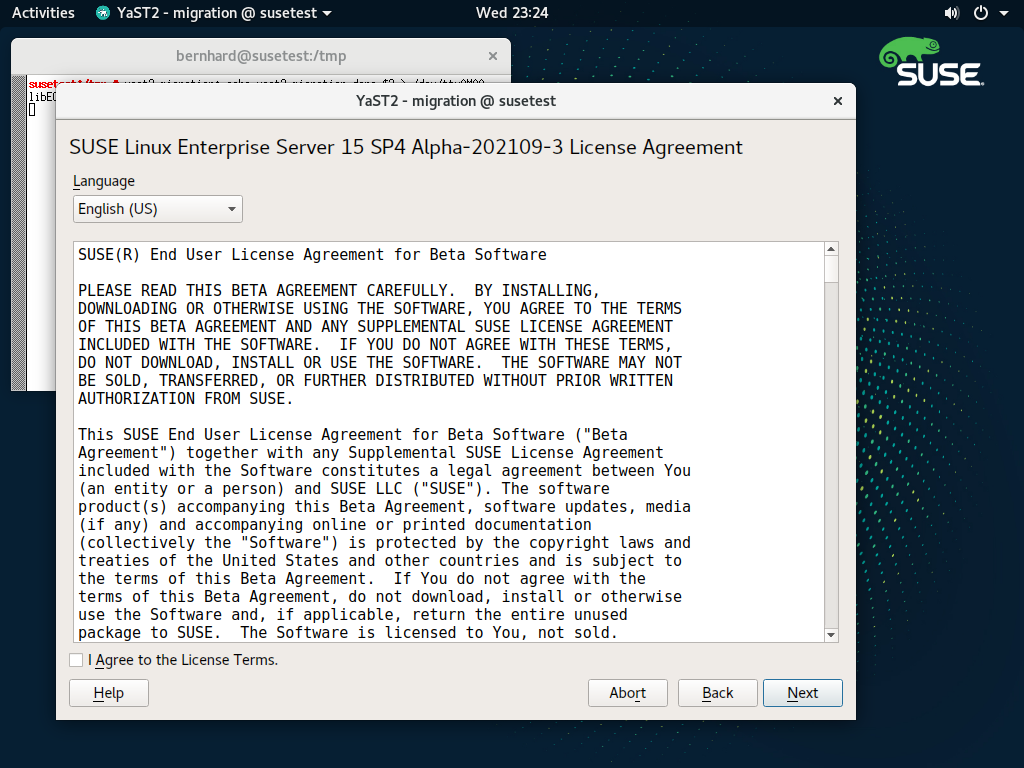 Activities YaST2 - migration @ susetest Wed 23:24
bernhard@susetest:/tmp
SUSE
YaST2 - migration @ susetest
SUSE Linux Enterprise Server 15 SP4 Alpha-202109-3 License Agreement
Language
English (US)
SUSE(R) End User License Agreement for Beta Software
PLEASE READ THIS BETA AGREEMENT CAREFULLY.  BY INSTALLING,
DOWNLOADING OR OTHERWISE USING THE SOFTWARE, YOU AGREE TO THE TERMS
OF THIS BETA AGREEMENT AND ANY SUPPLEMENTAL SUSE LICENSE AGREEMENT
INCLUDED WITH THE SOFTWARE.  IF YOU DO NOT AGREE WITH THESE TERMS,
DO NOT DOWNLOAD, INSTALL OR USE THE SOFTWARE.  THE SOFTWARE MAY NOT
BE SOLD, TRANSFERRED, OR FURTHER DISTRIBUTED WITHOUT PRIOR WRITTEN
AUTHORIZATION FROM SUSE.
This SUSE End User License Agreement for Beta Software ("Beta
Agreement") together with any Supplemental SUSE License Agreement
included with the Software constitutes a legal agreement between You
(an entity or a person) and SUSE LLC ("SUSE"). The software
product(s) accompanying this Beta Agreement, software updates, media
(if any) and accompanying online or printed documentation
(collectively the "Software") is protected by the copyright laws and
treaties of the United States and other countries and is subject to
the terms of this Beta Agreement.  If You do not agree with the
terms of this Beta Agreement, do not download, install or otherwise
use the Software and, if applicable, return the entire unused
package to SUSE.  The Software is licensed to You, not sold.
I Agree to the License Terms.
Help Abort Back Next